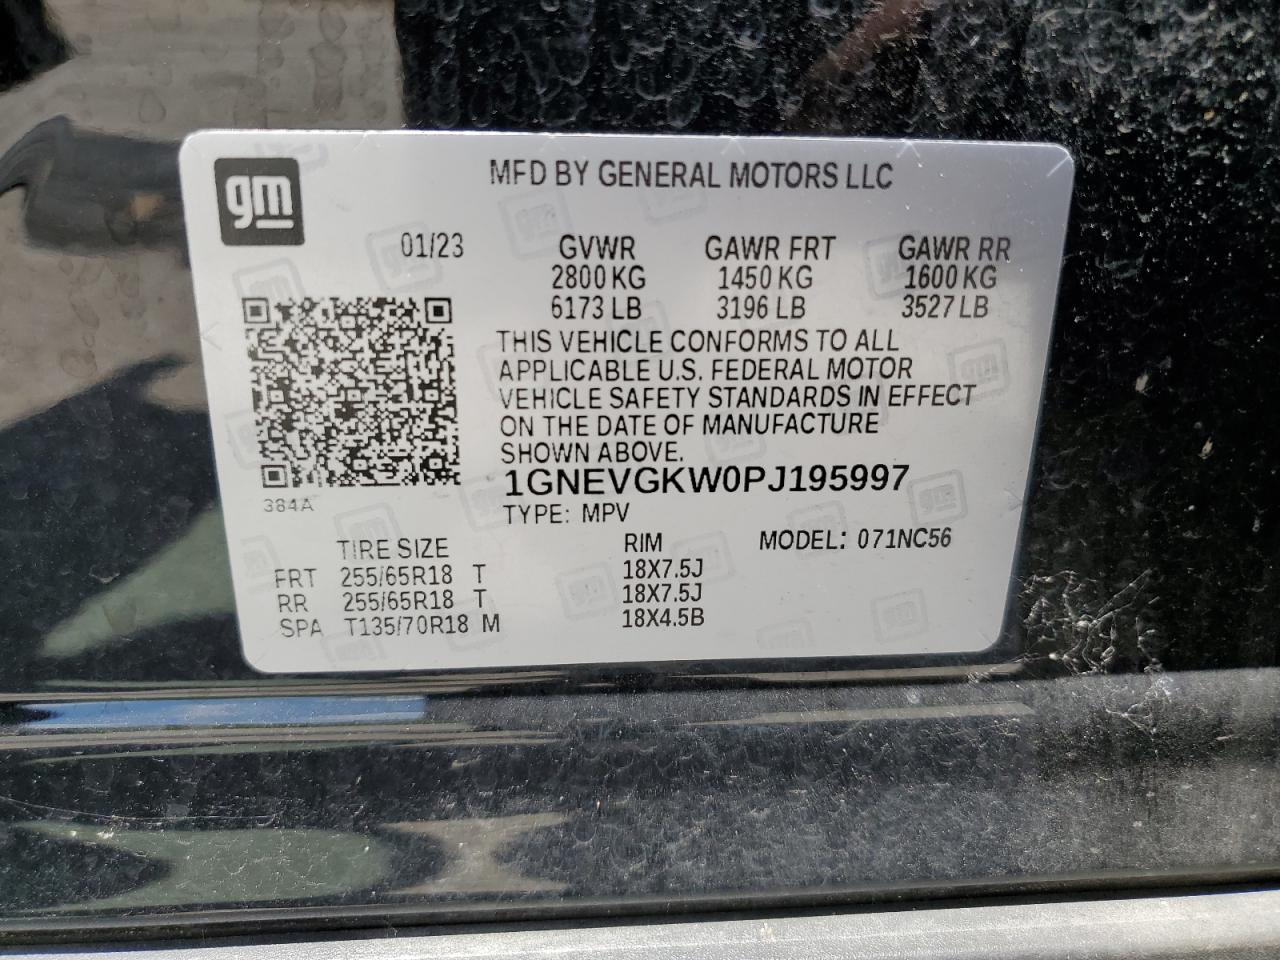 gm
MFD BY GENERAL MOTORS LLC
01/23 GVWR GAWR FRT GAWR RR
2800 KG 1450 KG 1600 KG
6173 LB 3196 LB 3527 LB
THIS VEHICLE CONFORMS TO ALL
APPLICABLE U.S. FEDERAL MOTOR
VEHICLE SAFETY STANDARDS IN EFFECT
ON THE DATE OF MANUFACTURE
SHOWN ABOVE.
1GNEVGKW0PJ195997
384A
TYPE: MPV
TIRE SIZE RIM MODEL: 071NC56
FRT 255/65R18 T 18X7.5J
RR 255/65R18 T 18X7.5J
SPA T135/70R18 M 18X4.5B